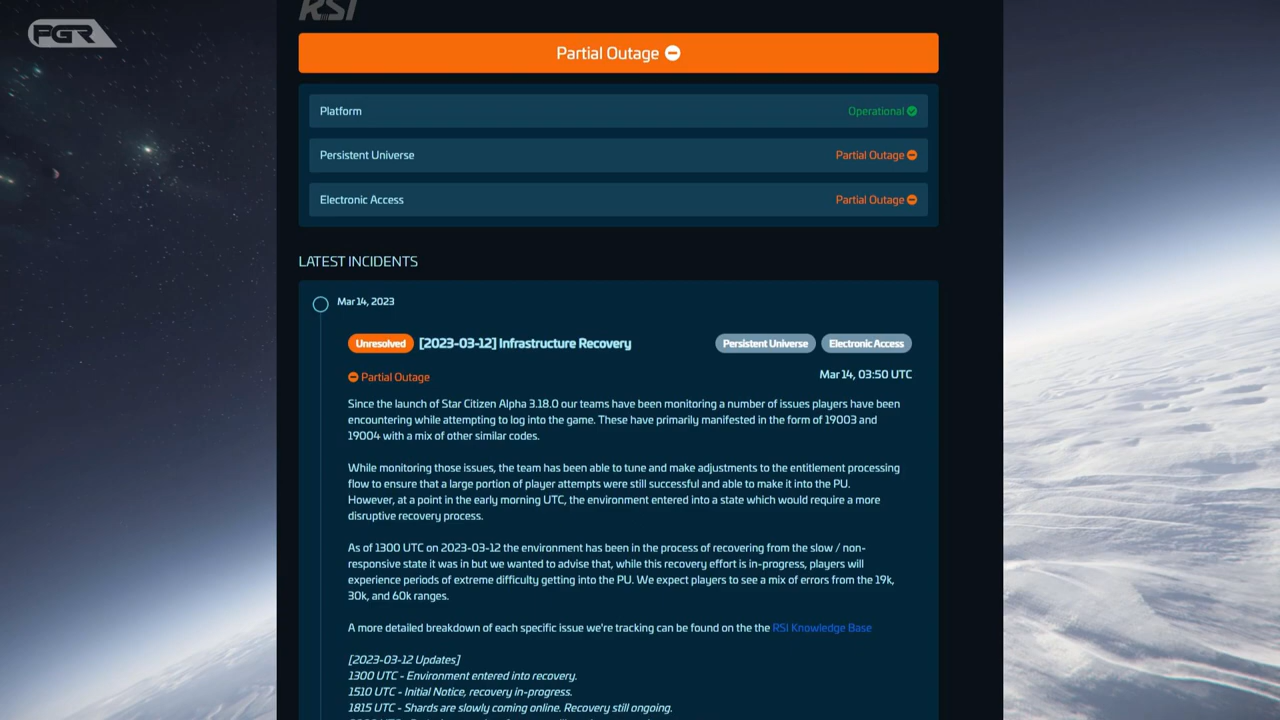 RSI
PGR
Partial Outage
Platform
Operational
Persistent Universe
Partial Outage
Electronic Access
Partial Outage
LATEST INCIDENTS
Mar 14, 2023
Unresolved
[2023-03-12] Infrastructure Recovery
Persistent Universe
Electronic Access
Partial Outage
Mar 14, 03:50 UTC
Since the launch of Star Citizen Alpha 3.18.0 our teams have been monitoring a number of issues players have been
encountering while attempting to log into the game. These have primarily manifested in the form of 19003 and
19004 with a mix of other similar codes.
While monitoring those issues, the team has been able to tune and make adjustments to the entitlement processing
flow to ensure that a large portion of player attempts were still successful and able to make it into the PU.
However, at a point in the early morning UTC, the environment entered into a state which would require a more
disruptive recovery process.
As of 1300 UTC on 2023-03-12 the environment has been in the process of recovering from the slow / non-
responsive state it was in but we wanted to advise that, while this recovery effort is in-progress, players will
experience periods of extreme difficulty getting into the PU. We expect players to see a mix of errors from the 19k,
30k, and 60k ranges.
A more detailed breakdown of each specific issue we're tracking can be found on the the RSI Knowledge Base
[2023-03-12 Updates]
1300 UTC - Environment entered into recovery.
1510 UTC - Initial Notice, recovery in-progress.
1815 UTC - Shards are slowly coming online. Recovery still ongoing.